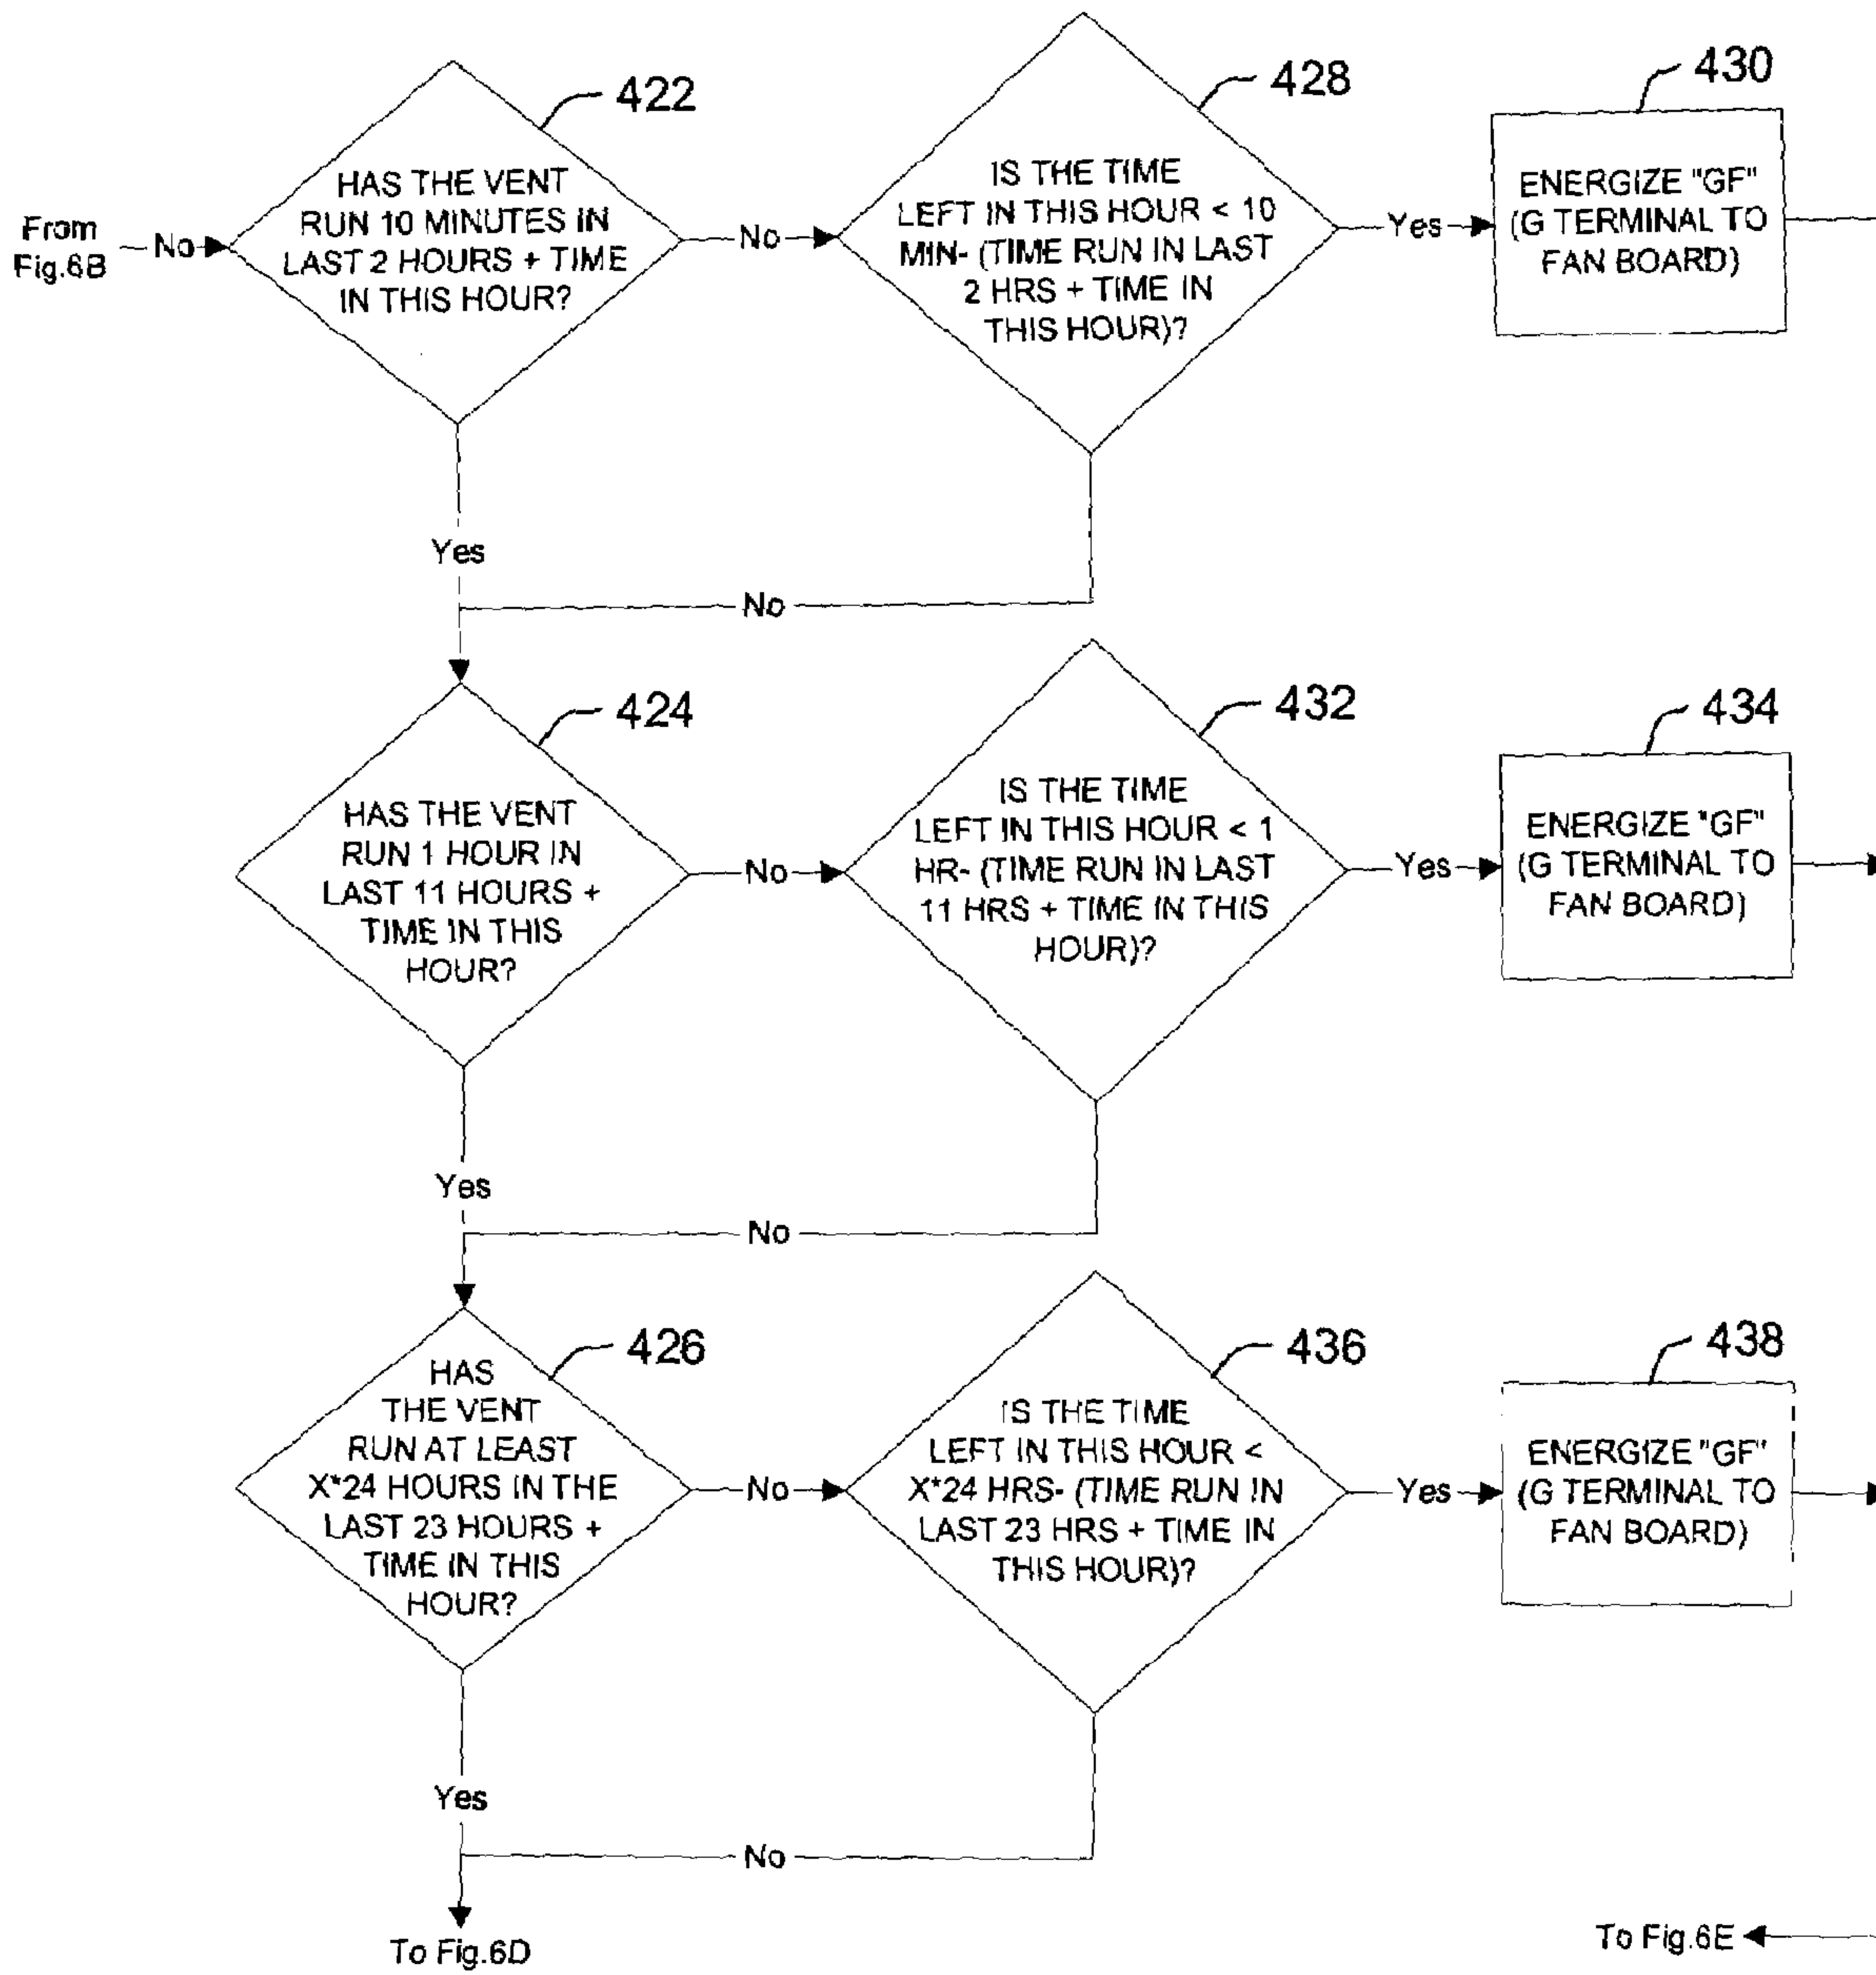 422
428
430
From
Fig.6B
No
HAS THE VENT
RUN 10 MINUTES IN
LAST 2 HOURS + TIME
IN THIS HOUR?
No
IS THE TIME
LEFT IN THIS HOUR < 10
MIN- (TIME RUN IN LAST
2 HRS + TIME IN
THIS HOUR)?
Yes
ENERGIZE "GF"
(G TERMINAL TO
FAN BOARD)
Yes
No
424
432
434
HAS THE VENT
RUN 1 HOUR IN
LAST 11 HOURS +
TIME IN THIS
HOUR?
No
IS THE TIME
LEFT IN THIS HOUR < 1
HR- (TIME RUN IN LAST
11 HRS + TIME IN THIS
HOUR)?
Yes
ENERGIZE "GF"
(G TERMINAL TO
FAN BOARD)
Yes
No
426
436
438
HAS
THE VENT
RUN AT LEAST
X*24 HOURS IN THE
LAST 23 HOURS +
TIME IN THIS
HOUR?
No
IS THE TIME
LEFT IN THIS HOUR <
X*24 HRS- (TIME RUN IN
LAST 23 HRS + TIME IN
THIS HOUR)?
Yes
ENERGIZE "GF"
(G TERMINAL TO
FAN BOARD)
Yes
No
To Fig.6D
To Fig.6E